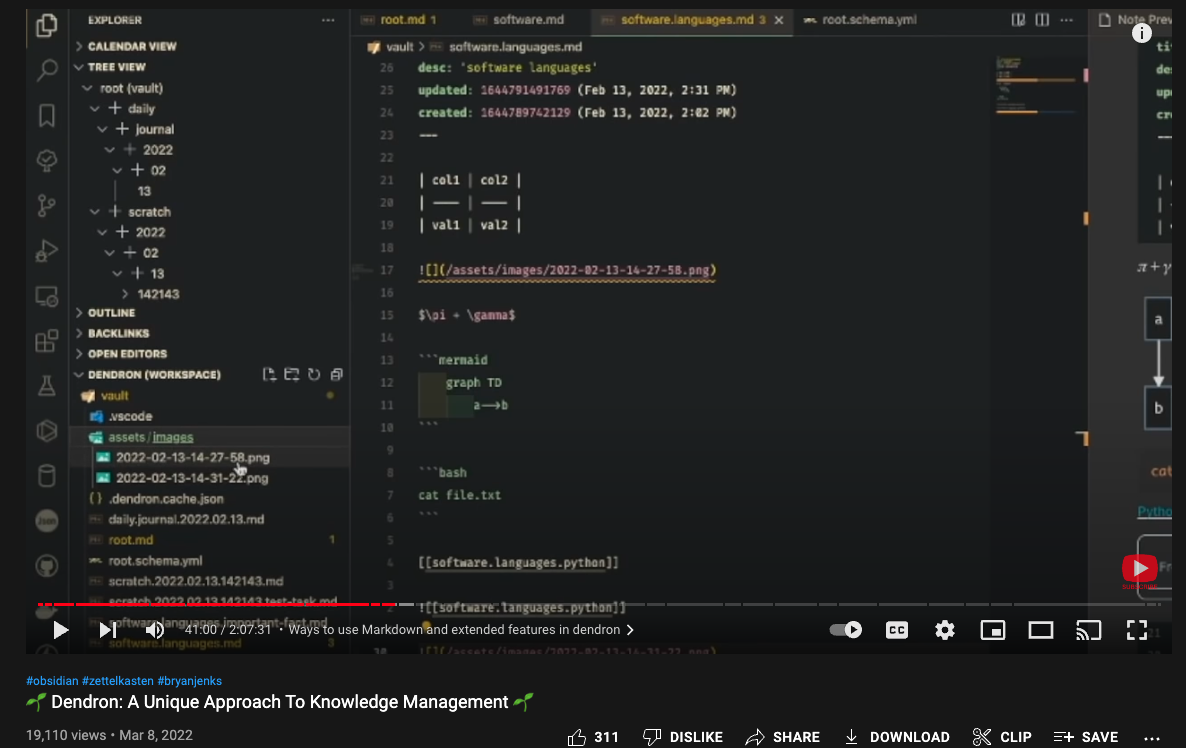 EXPLORER
CALENDAR VIEW
TREE VIEW
root (vault)
daily
journal
2022
02
13
scratch
2022
02
13
142143
OUTLINE
BACKLINKS
OPEN EDITORS
DENDRON (WORKSPACE)
vault
.vscode
assets / images
2022-02-13-14-27-58.png
2022-02-13-14-31-22.png
{} .dendron.cache.json
daily.journal.2022.02.13.md
root.md 1
root.schema.yml
scratch.2022.02.13.142143.md
scratch.2022.02.13.142143.test-task.md
software.languages.important-fact.md
software.languages.md 3
root.md 1 software.md software.languages.md 3 root.schema.yml
vault > software.languages.md
26 desc: 'software languages'
25 updated: 1644791491769 (Feb 13, 2022, 2:31 PM)
24 created: 1644789742129 (Feb 13, 2022, 2:02 PM)
23 ---
22
21 | col1 | col2 |
20 | ---- | ---- |
19 | val1 | val2 |
18
17 ![](/assets/images/2022-02-13-14-27-58.png)
16
15 $\pi + \gamma$
14
13 ```mermaid
12 graph TD
11 a-->b
10 ```
9
8 ```bash
7 cat file.txt
6 ```
5
4 [[software.languages.python]]
3
2 ![[software.languages.python]]
30 ![](/assets/images/2022-02-13-14-31-22.png)
Note Prev
ti
de
up
cr
π+γ
a
b
cat
Pytho
Fr
SUBSCRIBE
41:00 / 2:07:31 • Ways to use Markdown and extended features in dendron >
CC
#obsidian #zettelkasten #bryanjenks
🌱 Dendron: A Unique Approach To Knowledge Management 🌱
19,110 views • Mar 8, 2022
311 DISLIKE SHARE DOWNLOAD CLIP SAVE ...